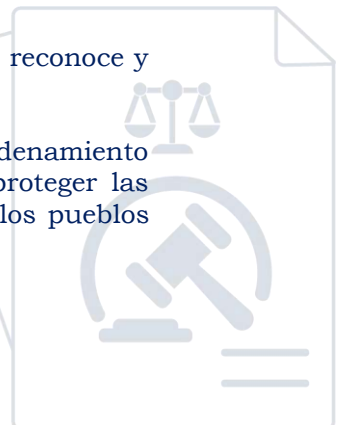 reconoce y
denamiento
proteger las
los pueblos